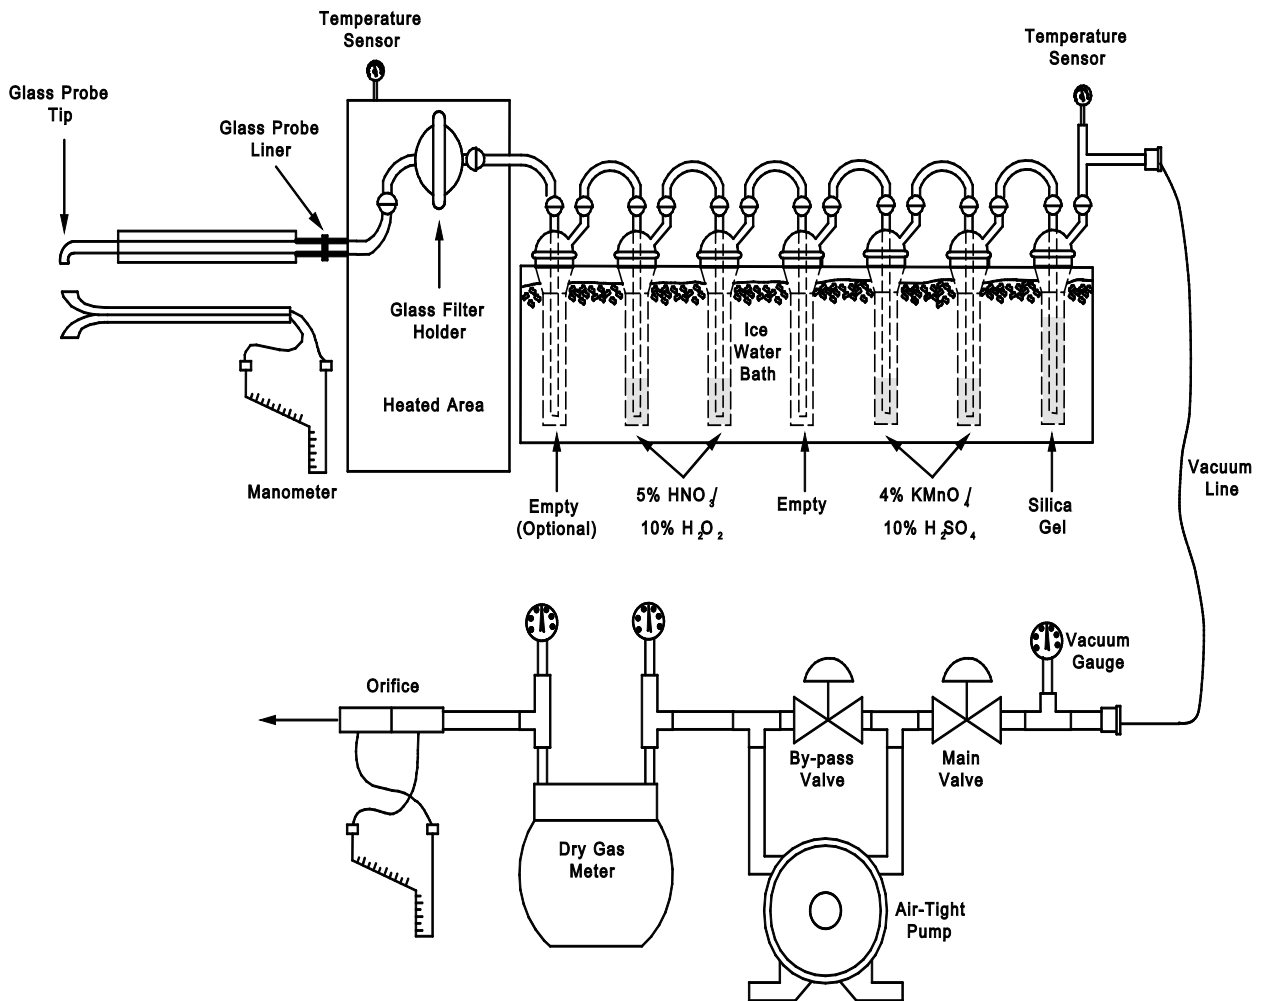 Temperature
Sensor
Temperature
Sensor
Glass Probe
Tip
Glass Probe
Liner
Glass Filter
Holder
Ice
Water
Bath
Heated Area
Manometer
Empty
(Optional)
5% HNO3/
10% H2O2
Empty
4% KMnO4/
10% H2SO4
Silica
Gel
Vacuum
Line
Vacuum
Gauge
Orifice
By-pass
Valve
Main
Valve
Dry Gas
Meter
Air-Tight
Pump